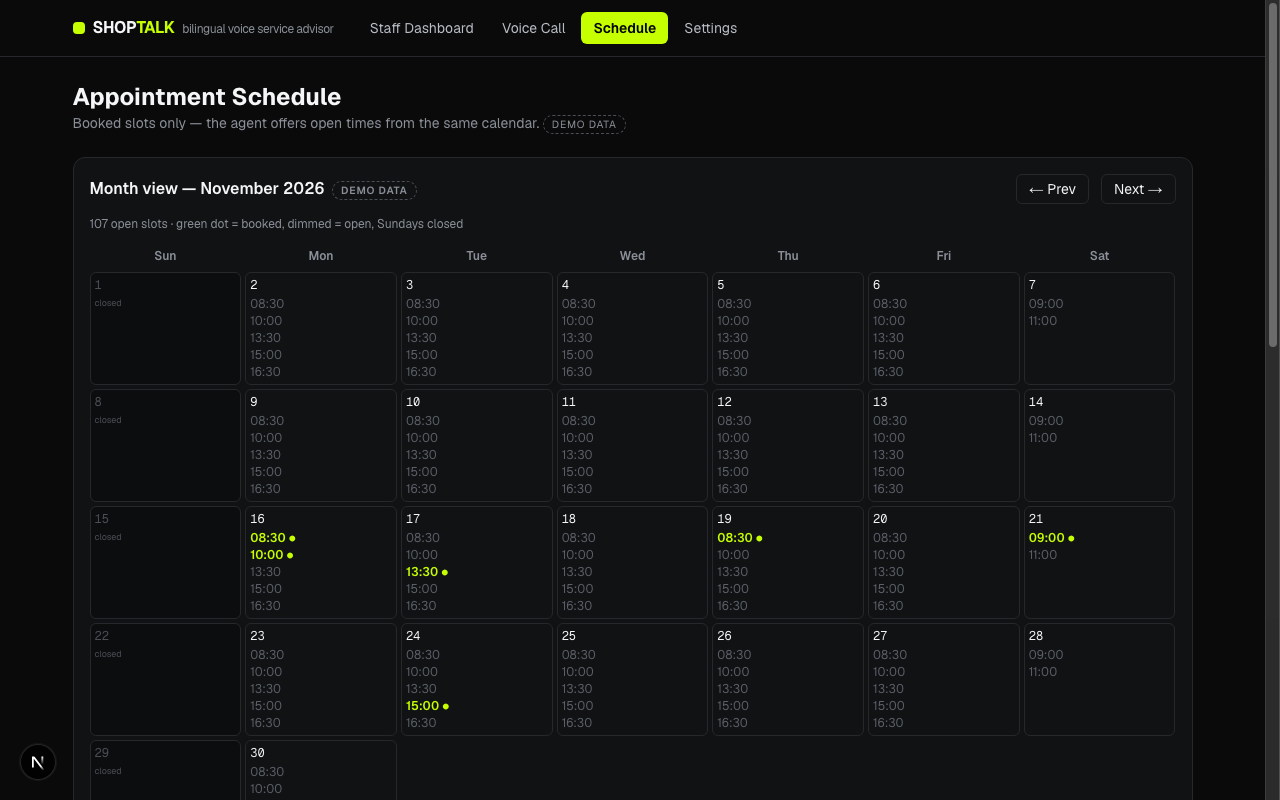 SHOPTALK bilingual voice service advisor Staff Dashboard Voice Call Schedule Settings
Appointment Schedule
Booked slots only — the agent offers open times from the same calendar. DEMO DATA
Month view — November 2026 DEMO DATA ← Prev Next →
107 open slots · green dot = booked, dimmed = open, Sundays closed
Sun Mon Tue Wed Thu Fri Sat
1 2 3 4 5 6 7
closed 08:30 08:30 08:30 08:30 08:30 09:00
10:00 10:00 10:00 10:00 10:00 11:00
13:30 13:30 13:30 13:30 13:30
15:00 15:00 15:00 15:00 15:00
16:30 16:30 16:30 16:30 16:30
8 9 10 11 12 13 14
closed 08:30 08:30 08:30 08:30 08:30 09:00
10:00 10:00 10:00 10:00 10:00 11:00
13:30 13:30 13:30 13:30 13:30
15:00 15:00 15:00 15:00 15:00
16:30 16:30 16:30 16:30 16:30
15 16 17 18 19 20 21
closed 08:30 ● 08:30 08:30 08:30 ● 08:30 09:00 ●
10:00 ● 10:00 10:00 10:00 10:00 11:00
13:30 13:30 ● 13:30 13:30 13:30
15:00 15:00 15:00 15:00 15:00
16:30 16:30 16:30 16:30 16:30
22 23 24 25 26 27 28
closed 08:30 08:30 08:30 08:30 08:30 09:00
10:00 10:00 10:00 10:00 10:00 11:00
13:30 13:30 13:30 13:30 13:30
15:00 15:00 ● 15:00 15:00 15:00
16:30 16:30 16:30 16:30 16:30
29 30
closed 08:30
10:00
N